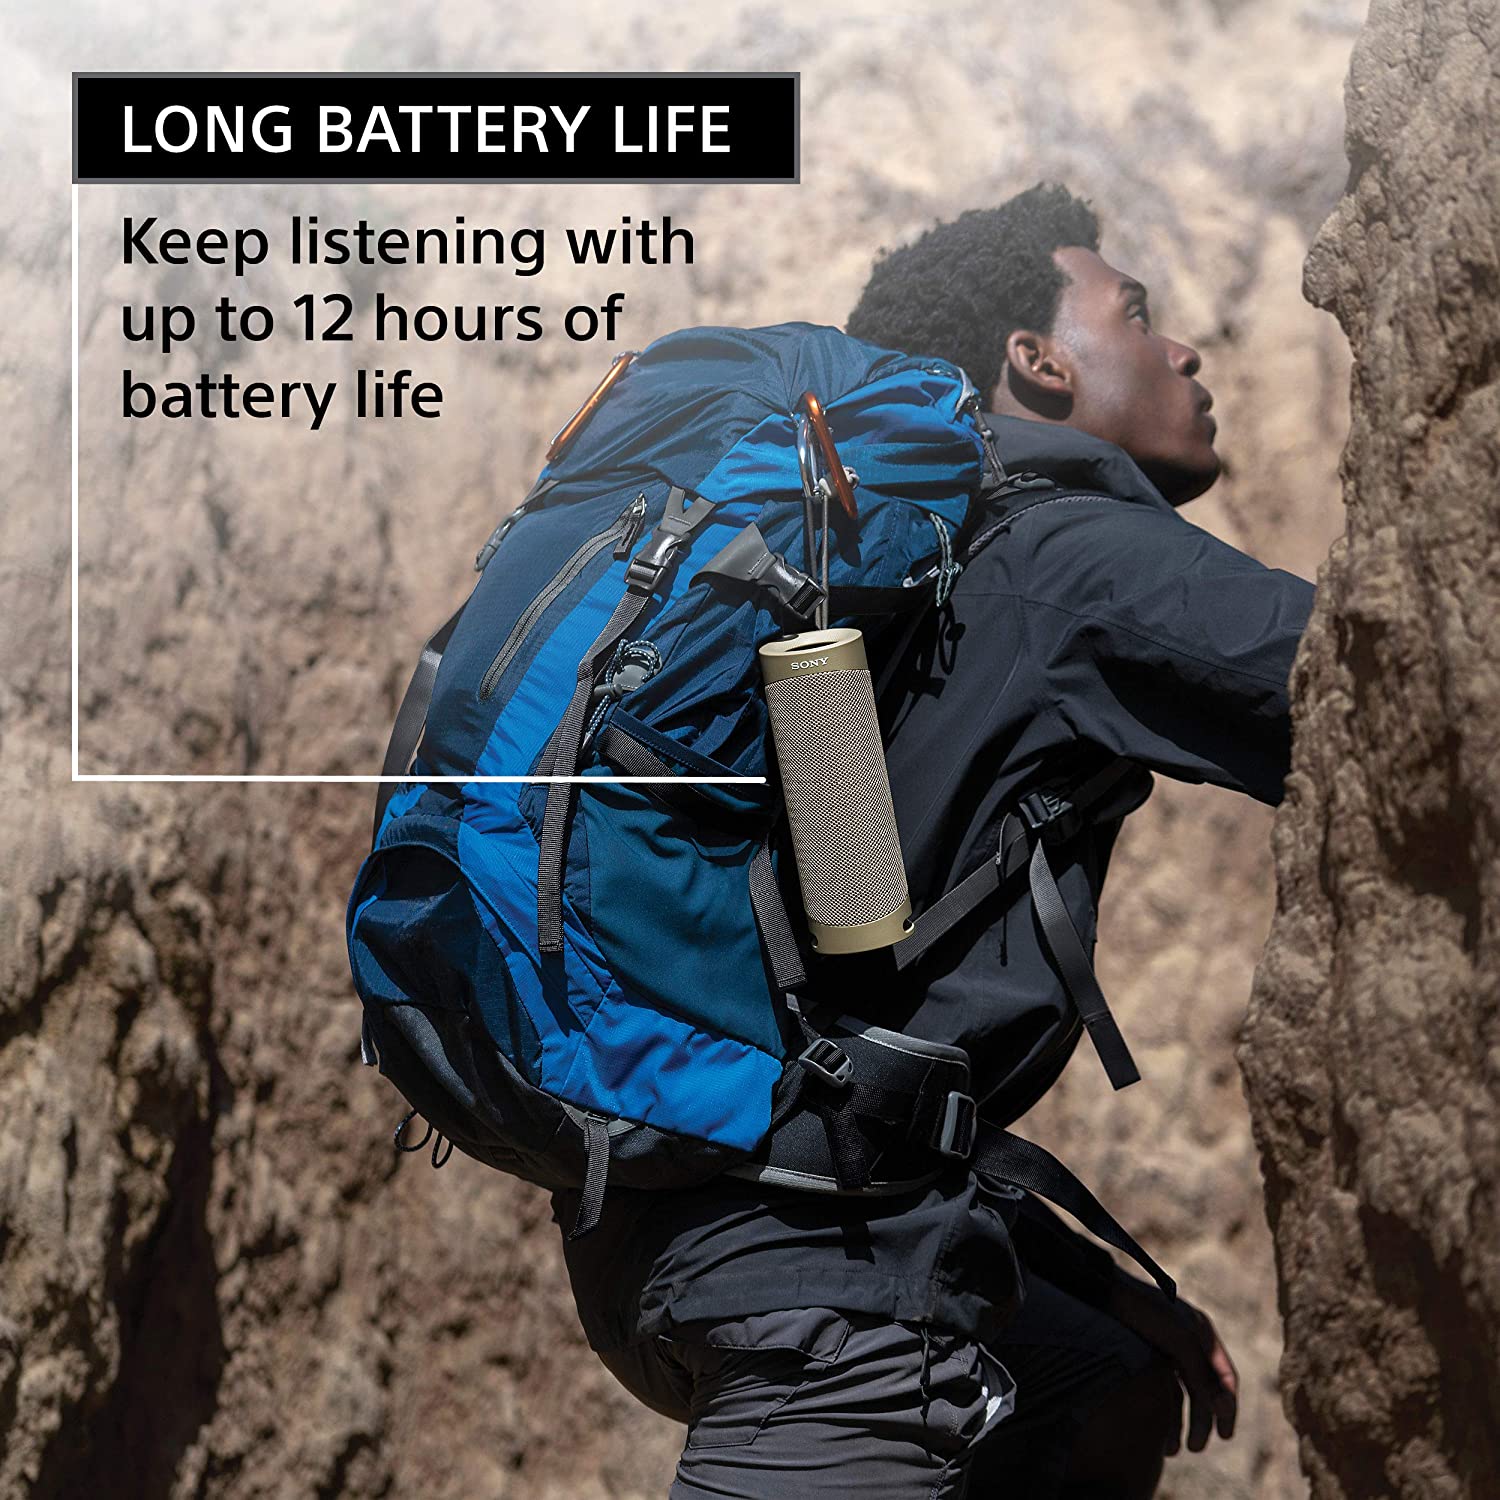 LONG BATTERY LIFE
Keep listening with
up to 12 hours of
battery life
SONY